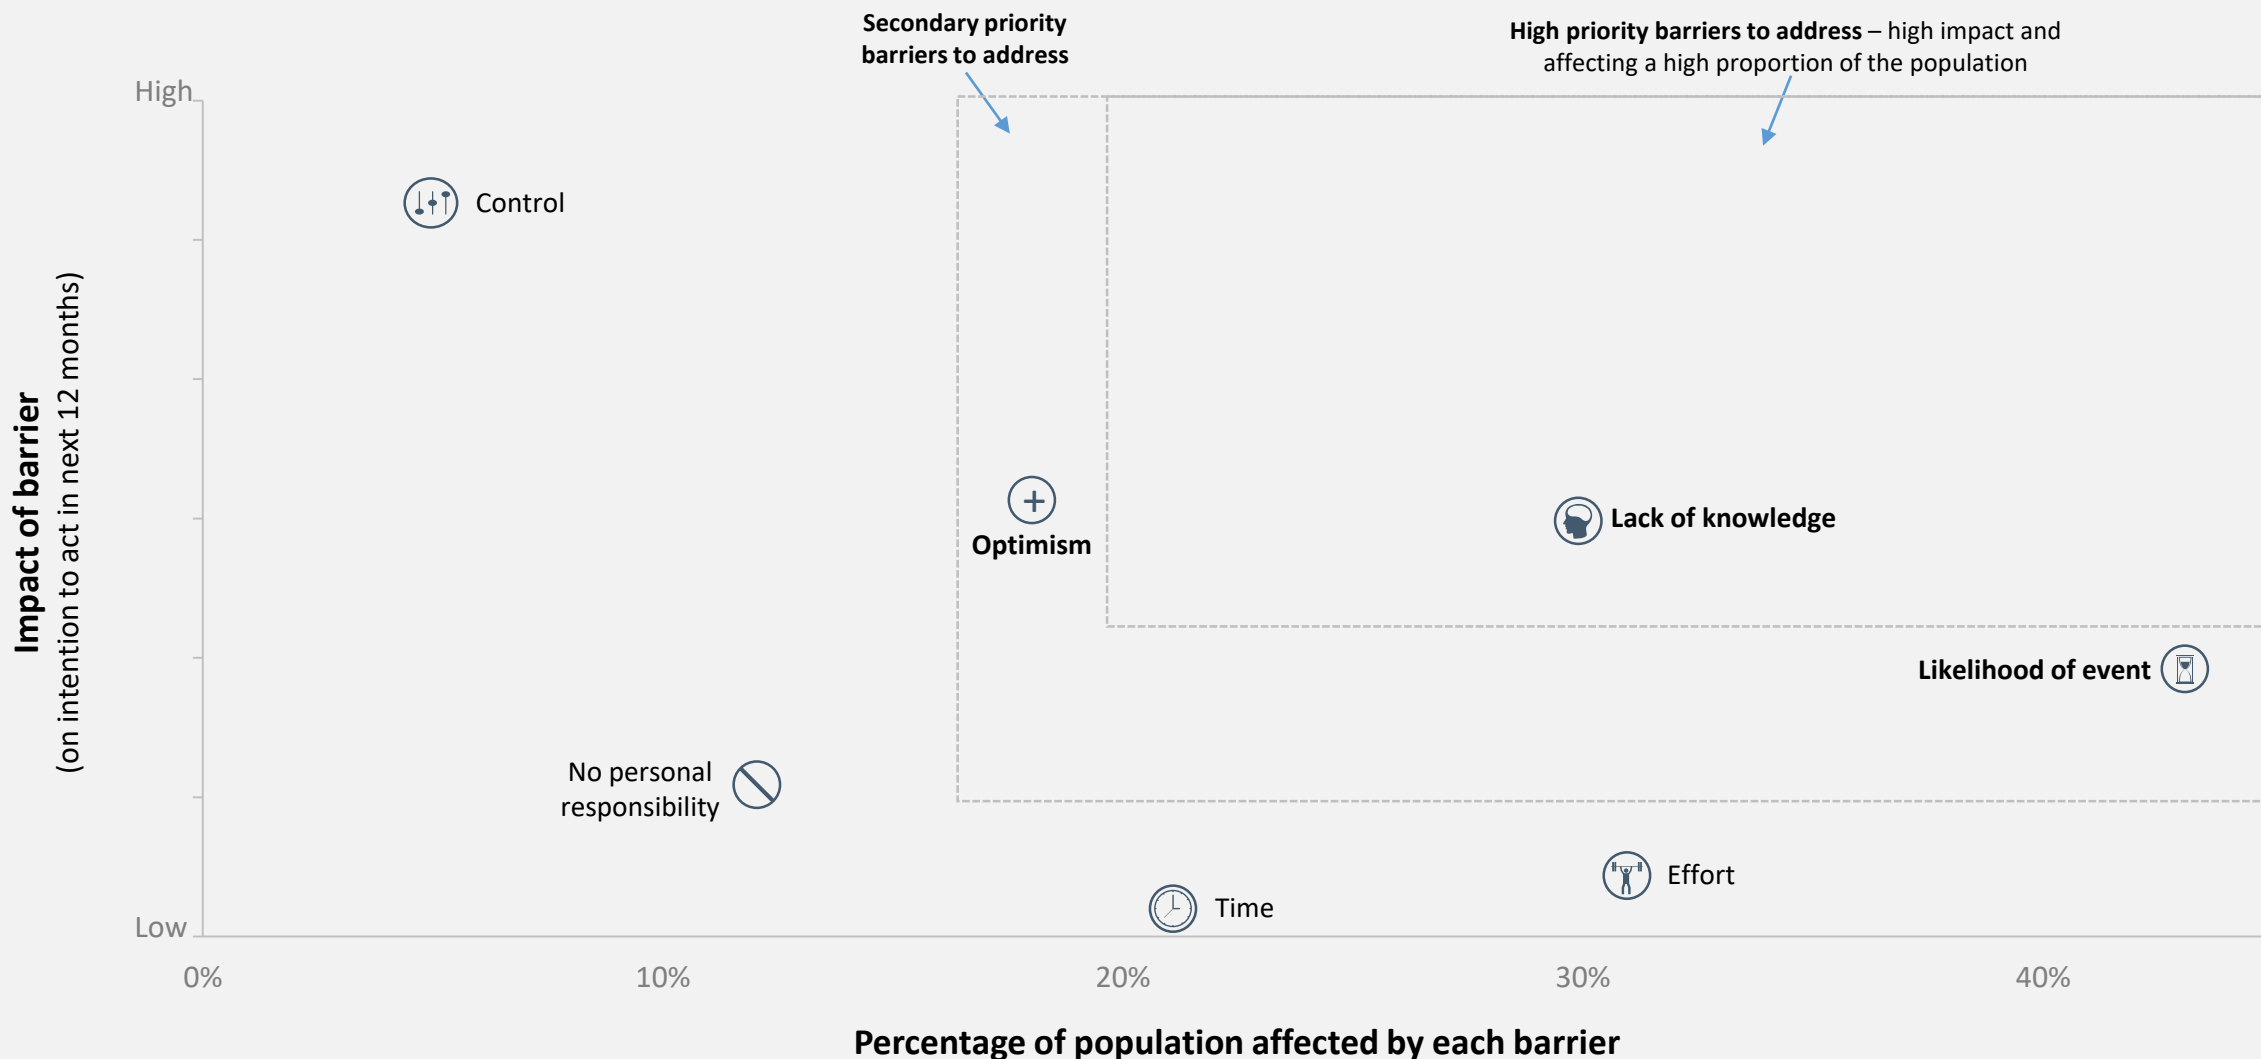 Secondary priority
barriers to address
High priority barriers to address – high impact and
affecting a high proportion of the population
High
Control
Impact of barrier
(on intention to act in next 12 months)
Optimism
Lack of knowledge
Likelihood of event
No personal
responsibility
Effort
Time
Low
0%
10%
20%
30%
40%
Percentage of population affected by each barrier